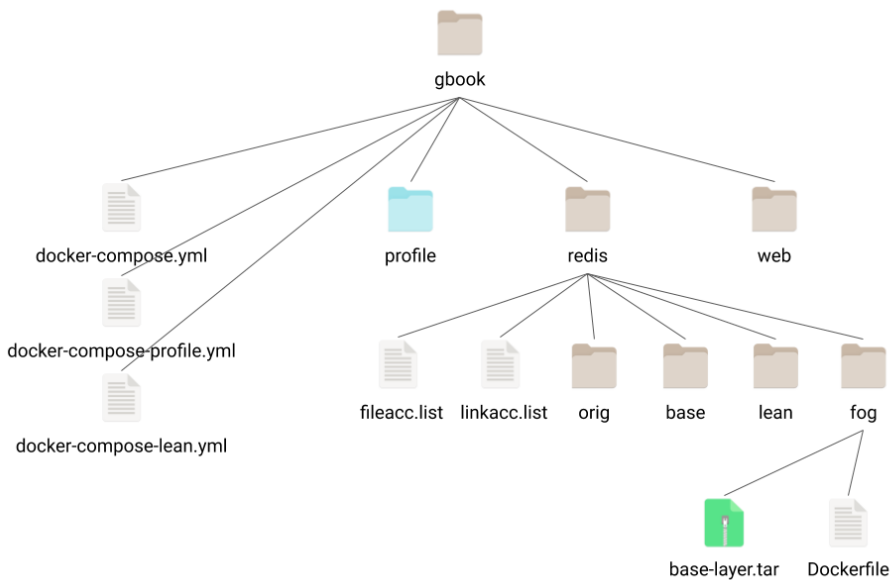 gbook
docker-compose.yml
profile
redis
web
docker-compose-profile.yml
fileacc.list
linkacc.list
orig
base
lean
fog
docker-compose-lean.yml
base-layer.tar
Dockerfile